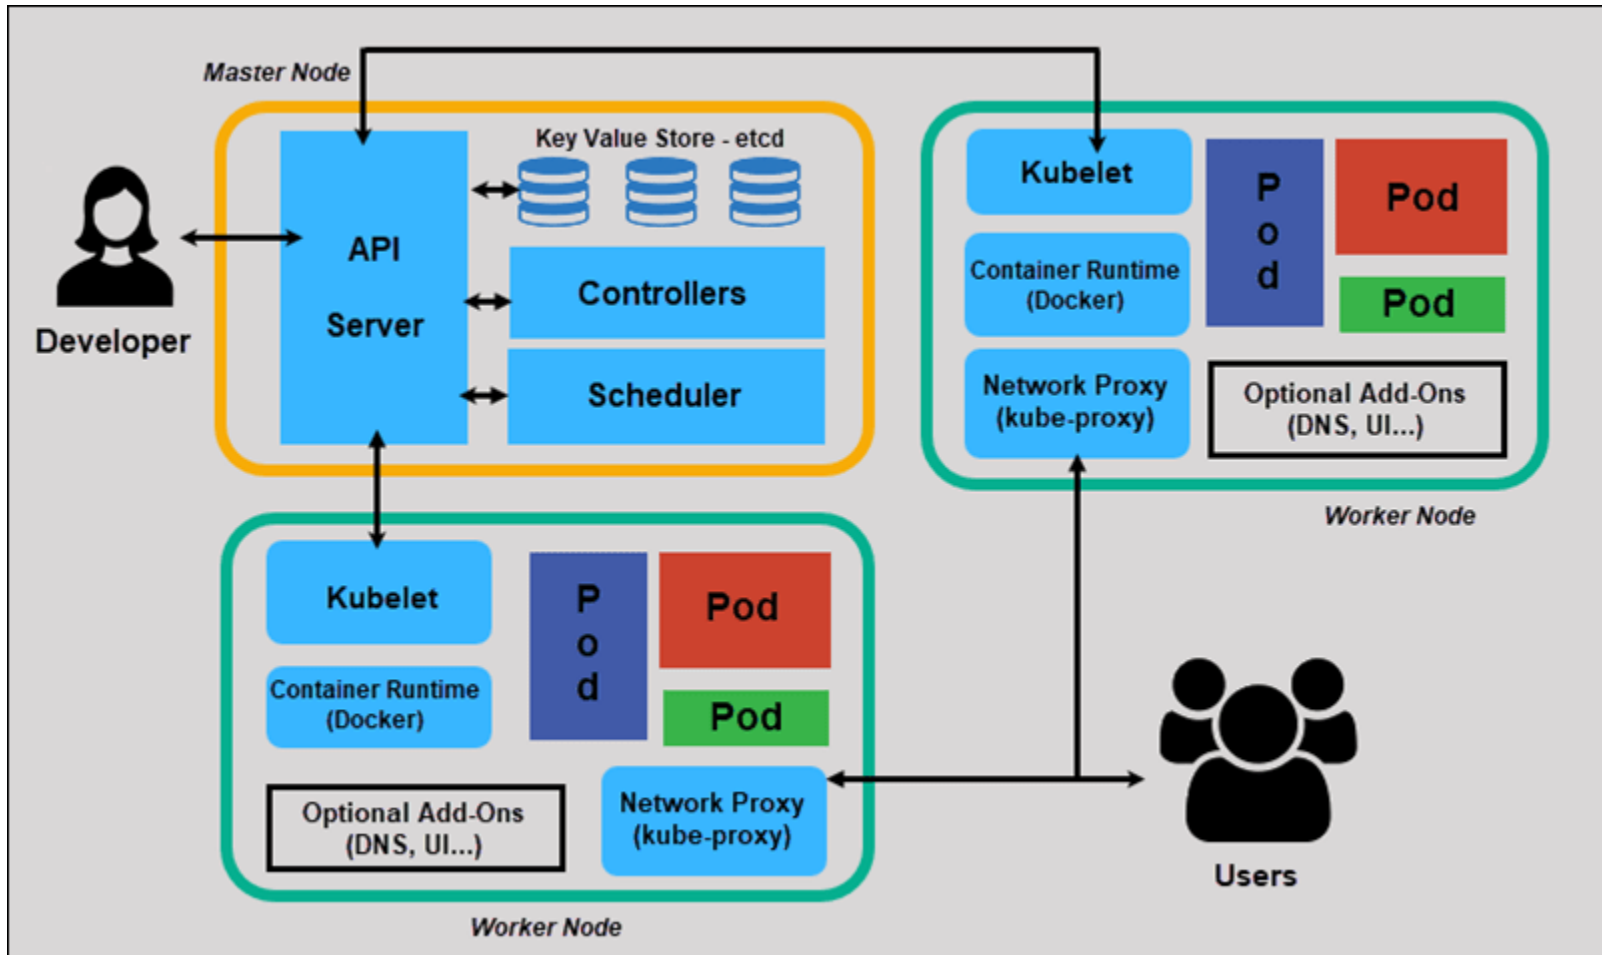 Master Node
Key Value Store - etcd
API
Server
Controllers
Scheduler
Developer
Kubelet
Container Runtime
(Docker)
Network Proxy
(kube-proxy)
P
o
d
Pod
Pod
Optional Add-Ons
(DNS, UI...)
Worker Node
Kubelet
Container Runtime
(Docker)
P
o
d
Pod
Pod
Optional Add-Ons
(DNS, UI...)
Network Proxy
(kube-proxy)
Worker Node
Users